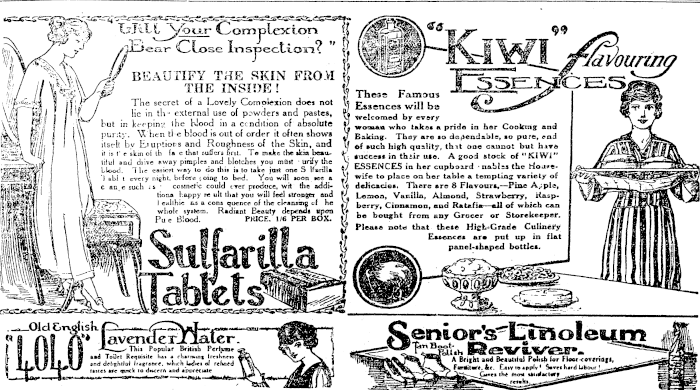 "Will Your Complexion
Bear Close Inspection?"
BEAUTIFY THE SKIN FROM
THE INSIDE!
The secret of a Lovely Complexion does not
lie in the external use of powders and pastes,
but in keeping the blood in a condition of absolute
purity. When the blood is out of order it often shows
itself by Eruptions and Roughness of the Skin, and
it is the skin of the face that suffers first. To make the skin beau-
tiful and drive away pimples and blotches you must purify the
blood. The easiest way to do this is to take just one Sulfarilla
Tablet every night before going to bed. You will soon see a
change such as cosmetic could ever produce, with the addi-
tional happy result that you will feel stronger and
healthier as a consequence of the cleansing of the
whole system. Radiant Beauty depends upon
Pure Blood. PRICE, 1/6 PER BOX.
Sulfarilla
Tablets
"KIWI" flavouring
ESSENCES
These Famous
Essences will be
welcomed by every
woman who takes a pride in her Cooking and
Baking. They are so dependable, so pure, and
of such high quality, that one cannot but have
success in their use. A good stock of "KIWI"
ESSENCES in her cupboard enables the House-
wife to place on her table a tempting variety of
delicacies. There are 8 Flavours,—Pine Apple,
Lemon, Vanilla, Almond, Strawberry, Rasp-
berry, Cinnamon, and Ratafia—all of which can
be bought from any Grocer or Storekeeper.
Please note that these High-Grade Culinery
Essences are put up in flat
panel-shaped bottles.
Old English
"4010" Lavender Water.
This Popular British Perfume
and Toilet Requisite has a charming freshness
and delightful fragrance, which ladies of refined
tastes are quick to discern and appreciate
Senior's Linoleum
Tan Boot Polish Reviver.
A Bright and Beautiful Polish for Floor-coverings,
Furniture, &c. Easy to apply! Saves hard labour!
Gives the most satisfactory
results.